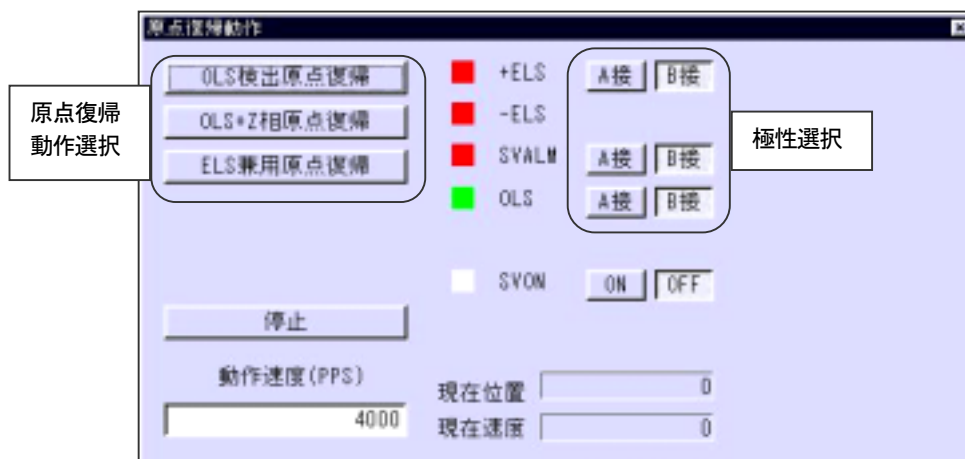 原点復帰動作
原点復帰
動作選択
OLS検出原点復帰
OLS+Z相原点復帰
ELS兼用原点復帰
+ELS A接 B接
-ELS
SVALM A接 B接
OLS A接 B接
極性選択
SVON ON OFF
停止
動作速度(PPS)
4000
現在位置 0
現在速度 0